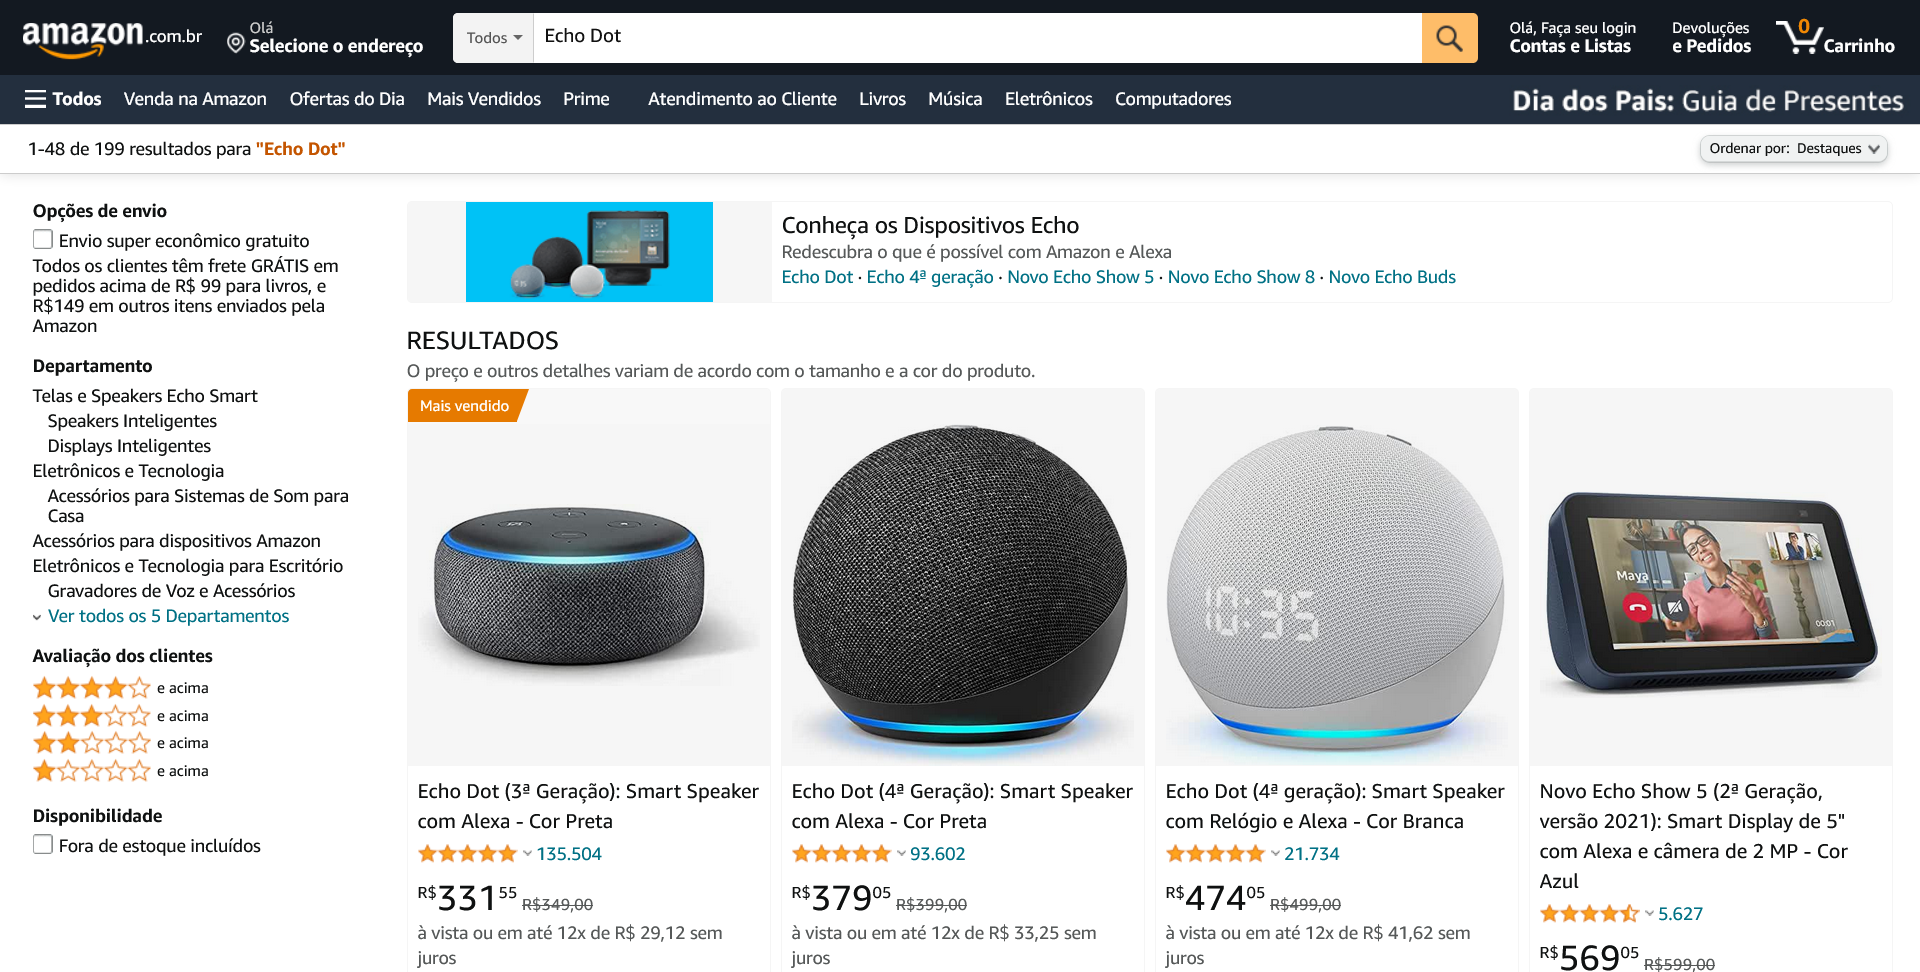 amazon.com.br
Olá
Selecione o endereço
Todos
Echo Dot
Olá, Faça seu login
Contas e Listas
Devoluções
e Pedidos
0
Carrinho
Todos
Venda na Amazon
Ofertas do Dia
Mais Vendidos
Prime
Atendimento ao Cliente
Livros
Música
Eletrônicos
Computadores
Dia dos Pais: Guia de Presentes
1-48 de 199 resultados para "Echo Dot"
Ordenar por: Destaques
Opções de envio
Envio super econômico gratuito
Todos os clientes têm frete GRÁTIS em
pedidos acima de R$ 99 para livros, e
R$149 em outros itens enviados pela
Amazon
Departamento
Telas e Speakers Echo Smart
Speakers Inteligentes
Displays Inteligentes
Eletrônicos e Tecnologia
Acessórios para Sistemas de Som para
Casa
Acessórios para dispositivos Amazon
Eletrônicos e Tecnologia para Escritório
Gravadores de Voz e Acessórios
Ver todos os 5 Departamentos
Avaliação dos clientes
e acima
e acima
e acima
e acima
Disponibilidade
Fora de estoque incluídos
Conheça os Dispositivos Echo
Redescubra o que é possível com Amazon e Alexa
Echo Dot · Echo 4ª geração · Novo Echo Show 5 · Novo Echo Show 8 · Novo Echo Buds
RESULTADOS
O preço e outros detalhes variam de acordo com o tamanho e a cor do produto.
Mais vendido
Echo Dot (3ª Geração): Smart Speaker
com Alexa - Cor Preta
135.504
R$33155 R$349,00
à vista ou em até 12x de R$ 29,12 sem
juros
Echo Dot (4ª Geração): Smart Speaker
com Alexa - Cor Preta
93.602
R$37905 R$399,00
à vista ou em até 12x de R$ 33,25 sem
juros
10:35
Echo Dot (4ª geração): Smart Speaker
com Relógio e Alexa - Cor Branca
21.734
R$47405 R$499,00
à vista ou em até 12x de R$ 41,62 sem
juros
Maya
00:01
Novo Echo Show 5 (2ª Geração,
versão 2021): Smart Display de 5"
com Alexa e câmera de 2 MP - Cor
Azul
5.627
R$56905 R$599,00